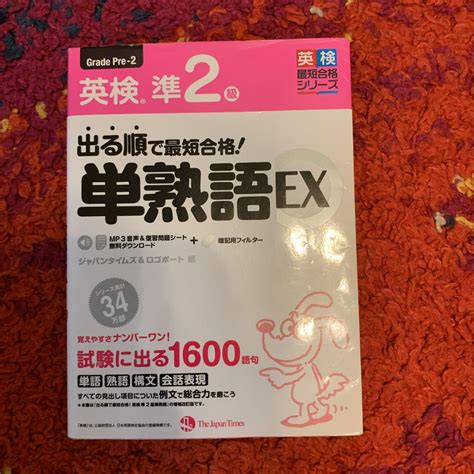 Grade Pre-2
英検® 準2級
英検
最短合格
シリーズ
出る順で最短合格!
単熟語EX
MP3音声&復習問題シート
無料ダウンロード
+
暗記用フィルター
ジャパンタイムズ&ロゴポート 編
シリーズ累計
34
万部
覚えやすさナンバーワン!
試験に出る1600語句
単語 熟語 構文 会話表現
すべての見出し項目についた例文で総合力を磨こう
The Japan Times